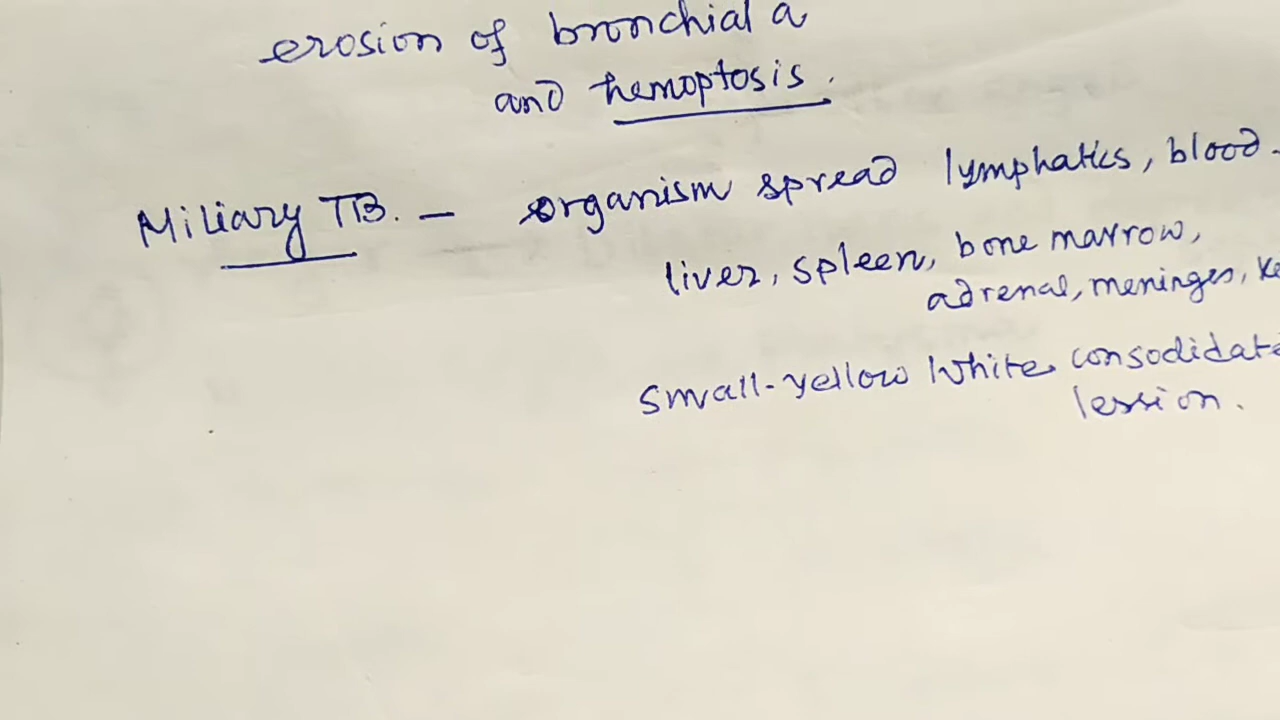 erosion of bronchial a
and hemoptosis.
Miliary TB. — organism spread lymphatics, blood.
liver, spleen, bone marrow,
adrenal, meninges,
small-yellow white consodidat
lession.